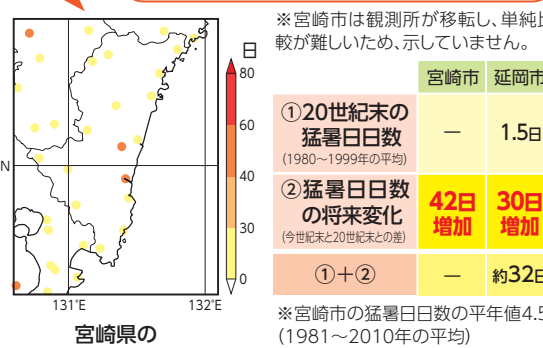 ※宮崎市は観測所が移転し、単純比
較が難しいため、示していません。
日
80
60
40
30
0
N
131°E
132°E
宮崎県の
宮崎市 延岡市
①20世紀末の
猛暑日日数
(1980〜1999年の平均)
— 1.5日
②猛暑日日数
の将来変化
(今世紀末と20世紀末との差)
42日
増加
30日
増加
①+②
— 約32日
※宮崎市の猛暑日日数の平年値4.5
(1981〜2010年の平均)